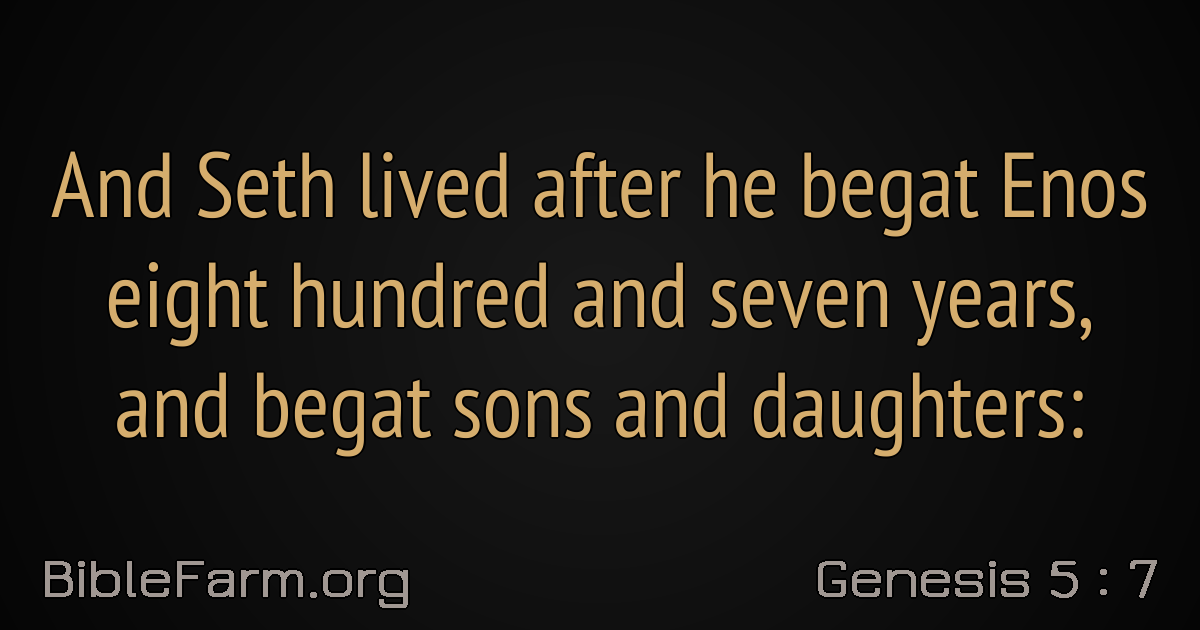 And Seth lived after he begat Enos
eight hundred and seven years,
and begat sons and daughters:
BibleFarm.org
Genesis 5 : 7